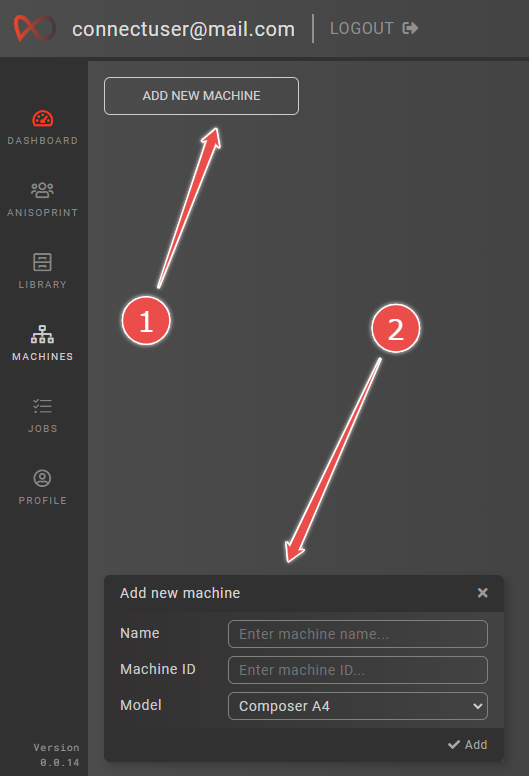 connectuser@mail.com LOGOUT
ADD NEW MACHINE
DASHBOARD
ANISOPRINT
LIBRARY
1
2
MACHINES
JOBS
PROFILE
Add new machine
Name Enter machine name...
Machine ID Enter machine ID...
Model Composer A4
Add
Version
0.0.14